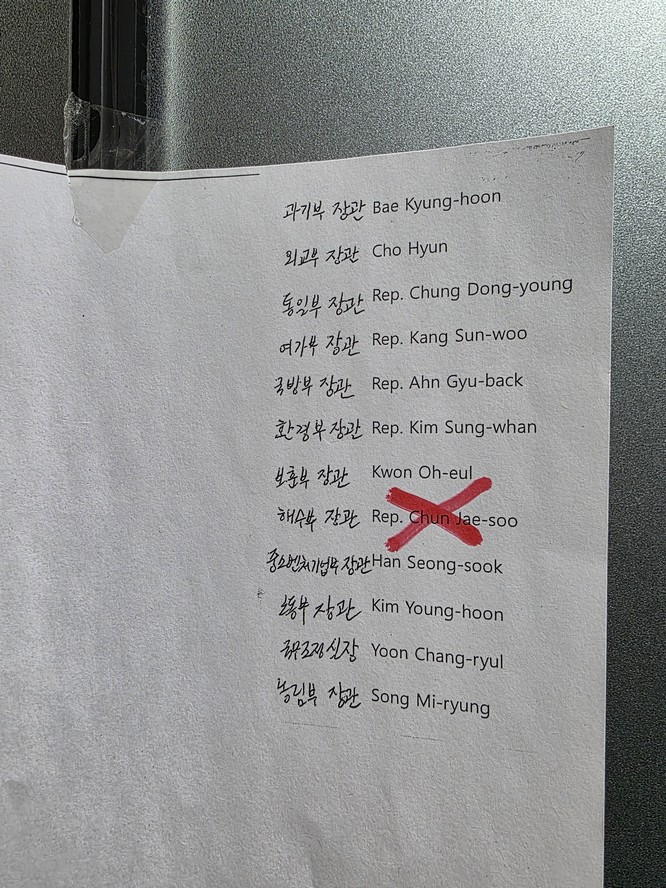 과기부 장관 Bae Kyung-hoon
외교부 장관 Cho Hyun
통일부 장관 Rep. Chung Dong-young
여가부 장관 Rep. Kang Sun-woo
국방부 장관 Rep. Ahn Gyu-back
환경부 장관 Rep. Kim Sung-whan
보훈부 장관 Kwon Oh-eul
해수부 장관 Rep. Chun Jae-soo
중소벤처기업부 장관 Han Seong-sook
노동부 장관 Kim Young-hoon
국무조정실장 Yoon Chang-ryul
농림부 장관 Song Mi-ryung